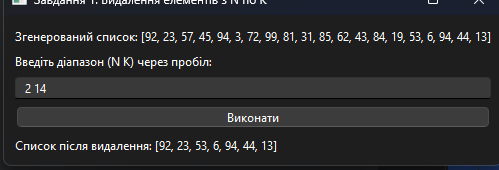 Завдання 1: Видалення елементів з N по K
Згенерований список: [92, 23, 57, 45, 94, 3, 72, 99, 81, 31, 85, 62, 43, 84, 19, 53, 6, 94, 44, 13]
Введіть діапазон (N K) через пробіл:
2 14
Виконати
Список після видалення: [92, 23, 53, 6, 94, 44, 13]